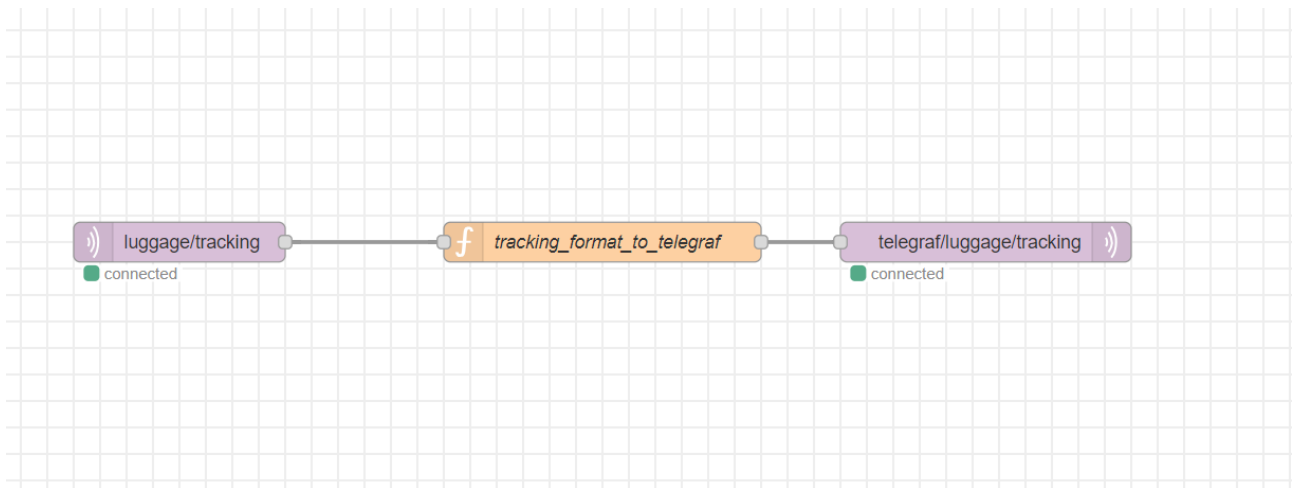 luggage/tracking
tracking_format_to_telegraf
telegraf/luggage/tracking
connected
connected